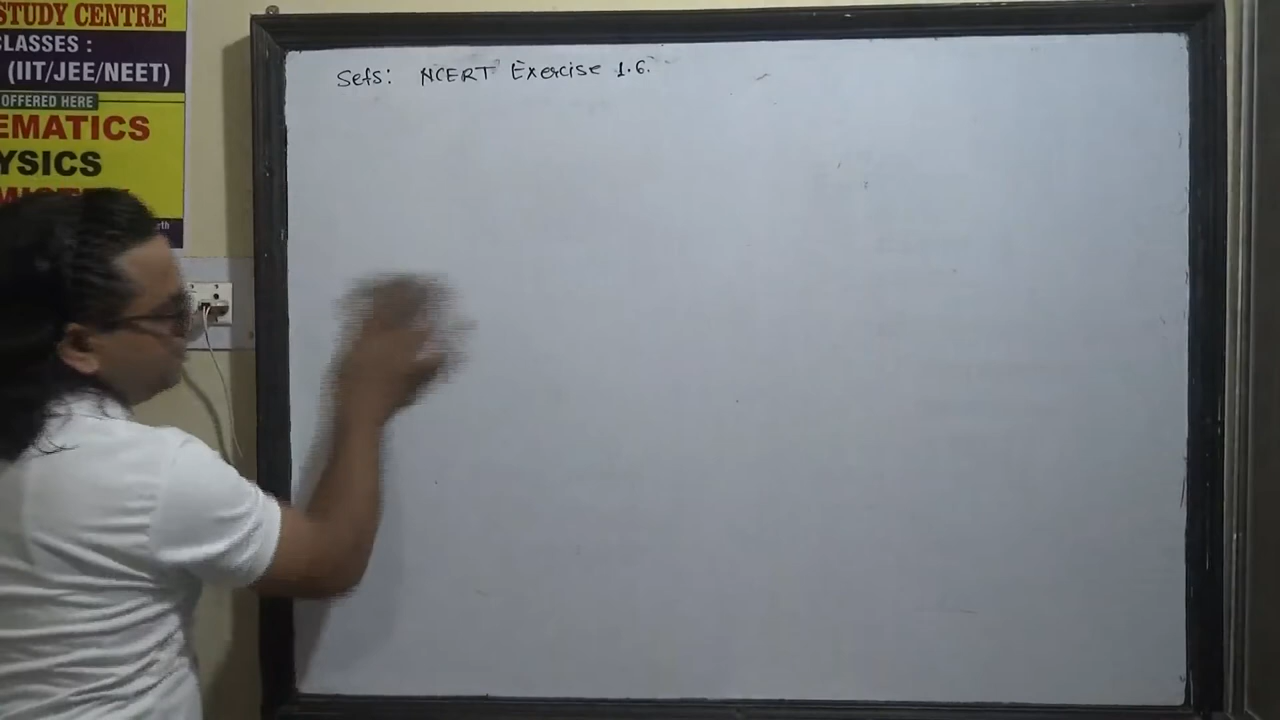 STUDY CENTRE
CLASSES :
(IIT/JEE/NEET)
OFFERED HERE
EMATICS
YSICS
Sets: NCERT Exercise 1.6.